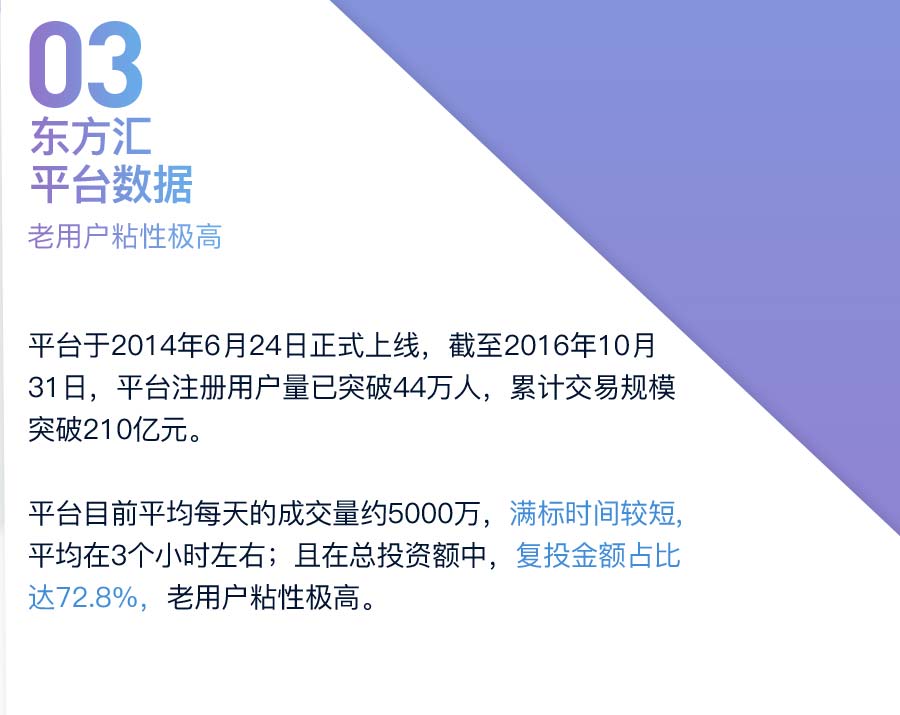 03
东方汇
平台数据
老用户粘性极高
平台于2014年6月24日正式上线，截至2016年10月
31日，平台注册用户量已突破44万人，累计交易规模
突破210亿元。
平台目前平均每天的成交量约5000万，满标时间较短,
平均在3个小时左右；且在总投资额中，复投金额占比
达72.8%，老用户粘性极高。